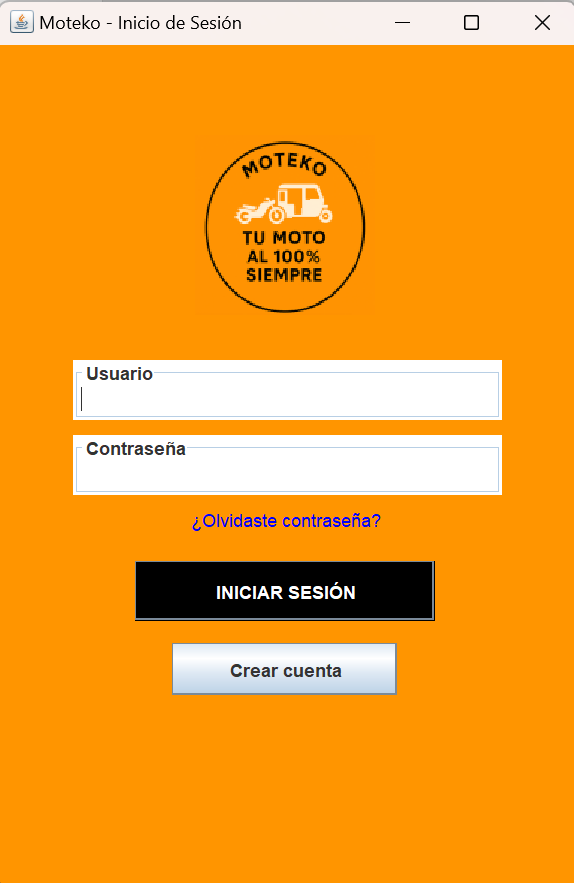 Moteko - Inicio de Sesión
MOTEKO
TU MOTO
AL 100%
SIEMPRE
Usuario
Contraseña
¿Olvidaste contraseña?
INICIAR SESIÓN
Crear cuenta